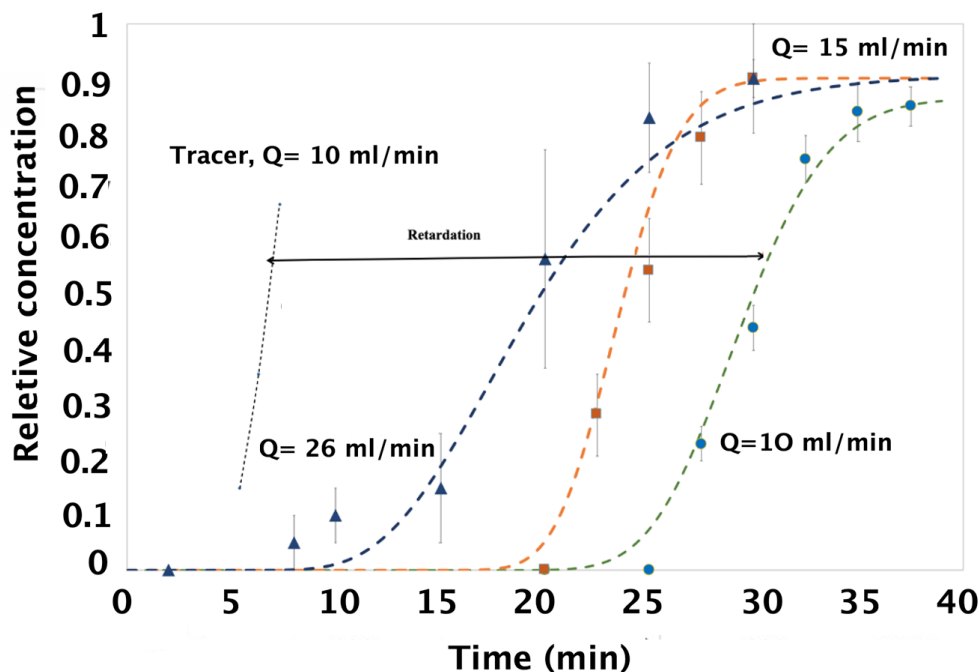 1
0.9
0.8
0.7
0.6
0.5
0.4
0.3
0.2
0.1
0
Reletive concentration
Q= 15 ml/min
Tracer, Q= 10 ml/min
Retardation
Q= 26 ml/min
Q=1O ml/min
0 5 10 15 20 25 30 35 40
Time (min)